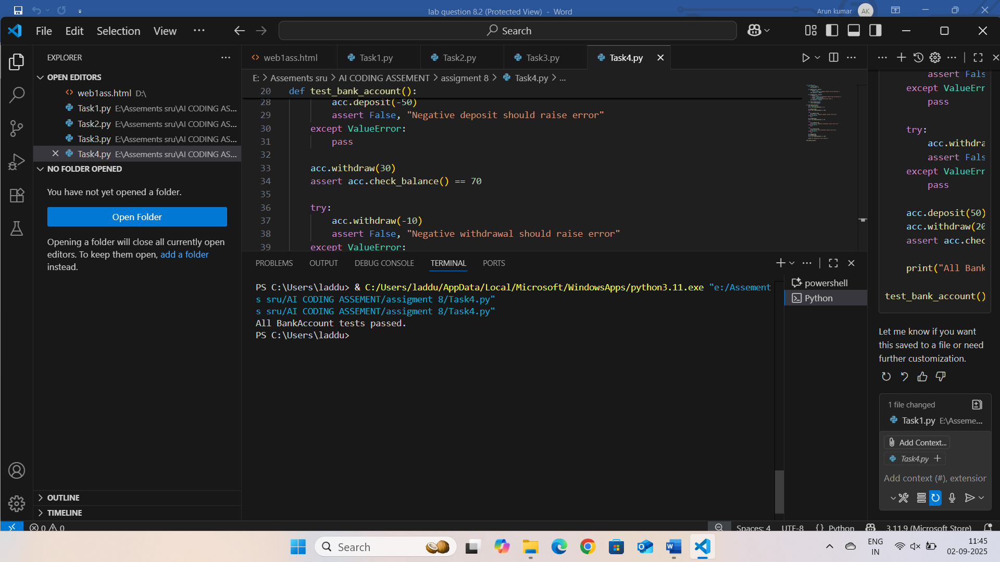 lab question 8.2 (Protected View) - Word
Arun kumar
AK
File Edit Selection View ...
Search
EXPLORER
OPEN EDITORS
web1ass.html D:\
Task1.py E:\Assements sru\AI CODING AS...
Task2.py E:\Assements sru\AI CODING AS...
Task3.py E:\Assements sru\AI CODING AS...
Task4.py E:\Assements sru\AI CODING AS...
NO FOLDER OPENED
You have not yet opened a folder.
Open Folder
Opening a folder will close all currently open
editors. To keep them open, add a folder
instead.
OUTLINE
TIMELINE
web1ass.html
Task1.py
Task2.py
Task3.py
Task4.py
E: > Assements sru > AI CODING ASSEMENT > assigment 8 > Task4.py > ...
20 def test_bank_account():
28 acc.deposit(-50)
29 assert False, "Negative deposit should raise error"
30 except ValueError:
31 pass
32
33 acc.withdraw(30)
34 assert acc.check_balance() == 70
35
36 try:
37 acc.withdraw(-10)
38 assert False, "Negative withdrawal should raise error"
39 except ValueError:
PROBLEMS OUTPUT DEBUG CONSOLE TERMINAL PORTS
PS C:\Users\laddu> & C:/Users/laddu/AppData/Local/Microsoft/WindowsApps/python3.11.exe "e:/Assement
s sru/AI CODING ASSEMENT/assigment 8/Task4.py"
s sru/AI CODING ASSEMENT/assigment 8/Task4.py"
All BankAccount tests passed.
PS C:\Users\laddu>
powershell
Python
assert Fals
except ValueErr
pass
try:
acc.withdra
assert Fals
except ValueErr
pass
acc.deposit(50)
acc.withdraw(20
assert acc.chec
print("All Bank
test_bank_account()
Let me know if you want
this saved to a file or need
further customization.
1 file changed
Task1.py E:\Asseme...
Add Context...
Task4.py
Add context (#), extension
0 0
Spaces: 4 UTF-8 {} Python 3.11.9 (Microsoft Store)
Search
ENG
IN
11:45
02-09-2025